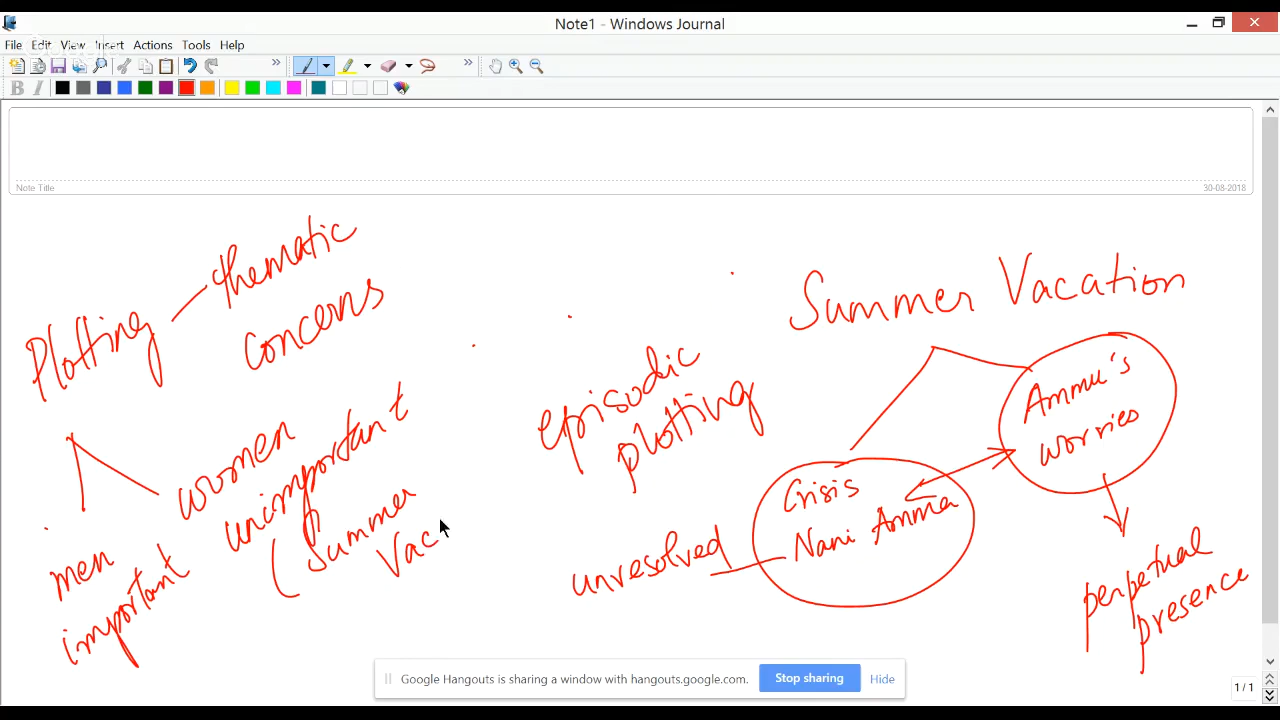 Note1 - Windows Journal
File Edit View Insert Actions Tools Help
Note Title
30-08-2018
Plotting - thematic
concerns
women
unimportant
(Summer
Vac
men
important
episodic
plotting
Summer Vacation
Ammu's
worries
Crisis
Nani Amma
unresolved
perpetual
presence
Google Hangouts is sharing a window with hangouts.google.com.
Stop sharing
Hide
1 / 1